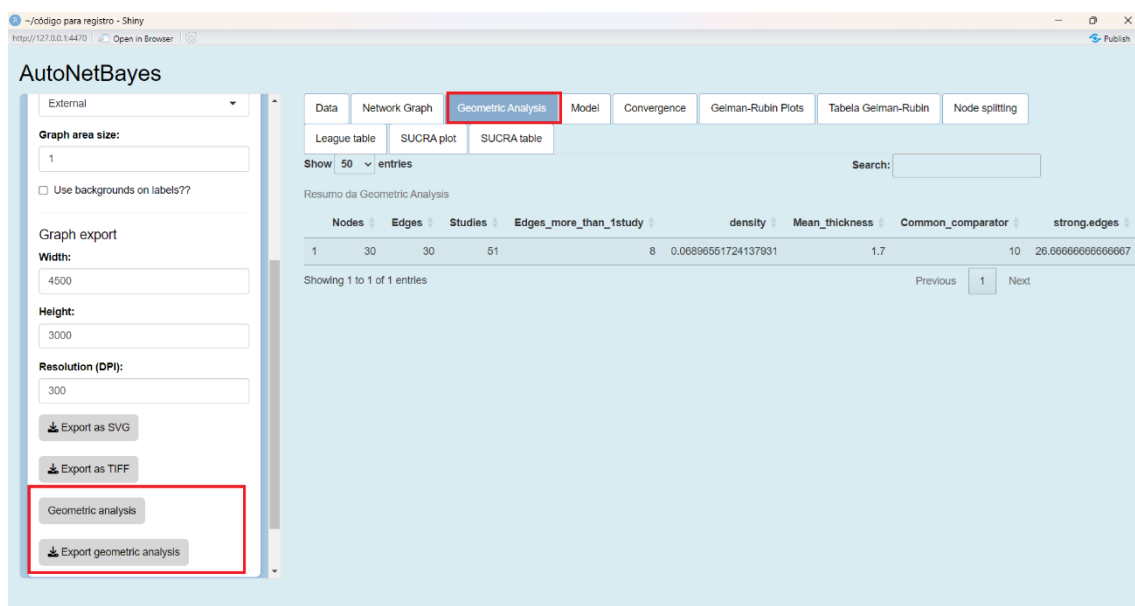 ~/código para registro - Shiny
http://127.0.0.1:4470 Open in Browser Publish
AutoNetBayes
External
Graph area size:
1
Use backgrounds on labels??
Graph export
Width:
4500
Height:
3000
Resolution (DPI):
300
Export as SVG
Export as TIFF
Geometric analysis
Export geometric analysis
Data Network Graph Geometric Analysis Model Convergence Gelman-Rubin Plots Tabela Gelman-Rubin Node splitting
League table SUCRA plot SUCRA table
Show 50 entries Search:
Resumo da Geometric Analysis
Nodes Edges Studies Edges_more_than_1study density Mean_thickness Common_comparator strong.edges
1 30 30 51 8 0.0689655172413793​1 1.7 10 26.6666666666667
Showing 1 to 1 of 1 entries Previous 1 Next